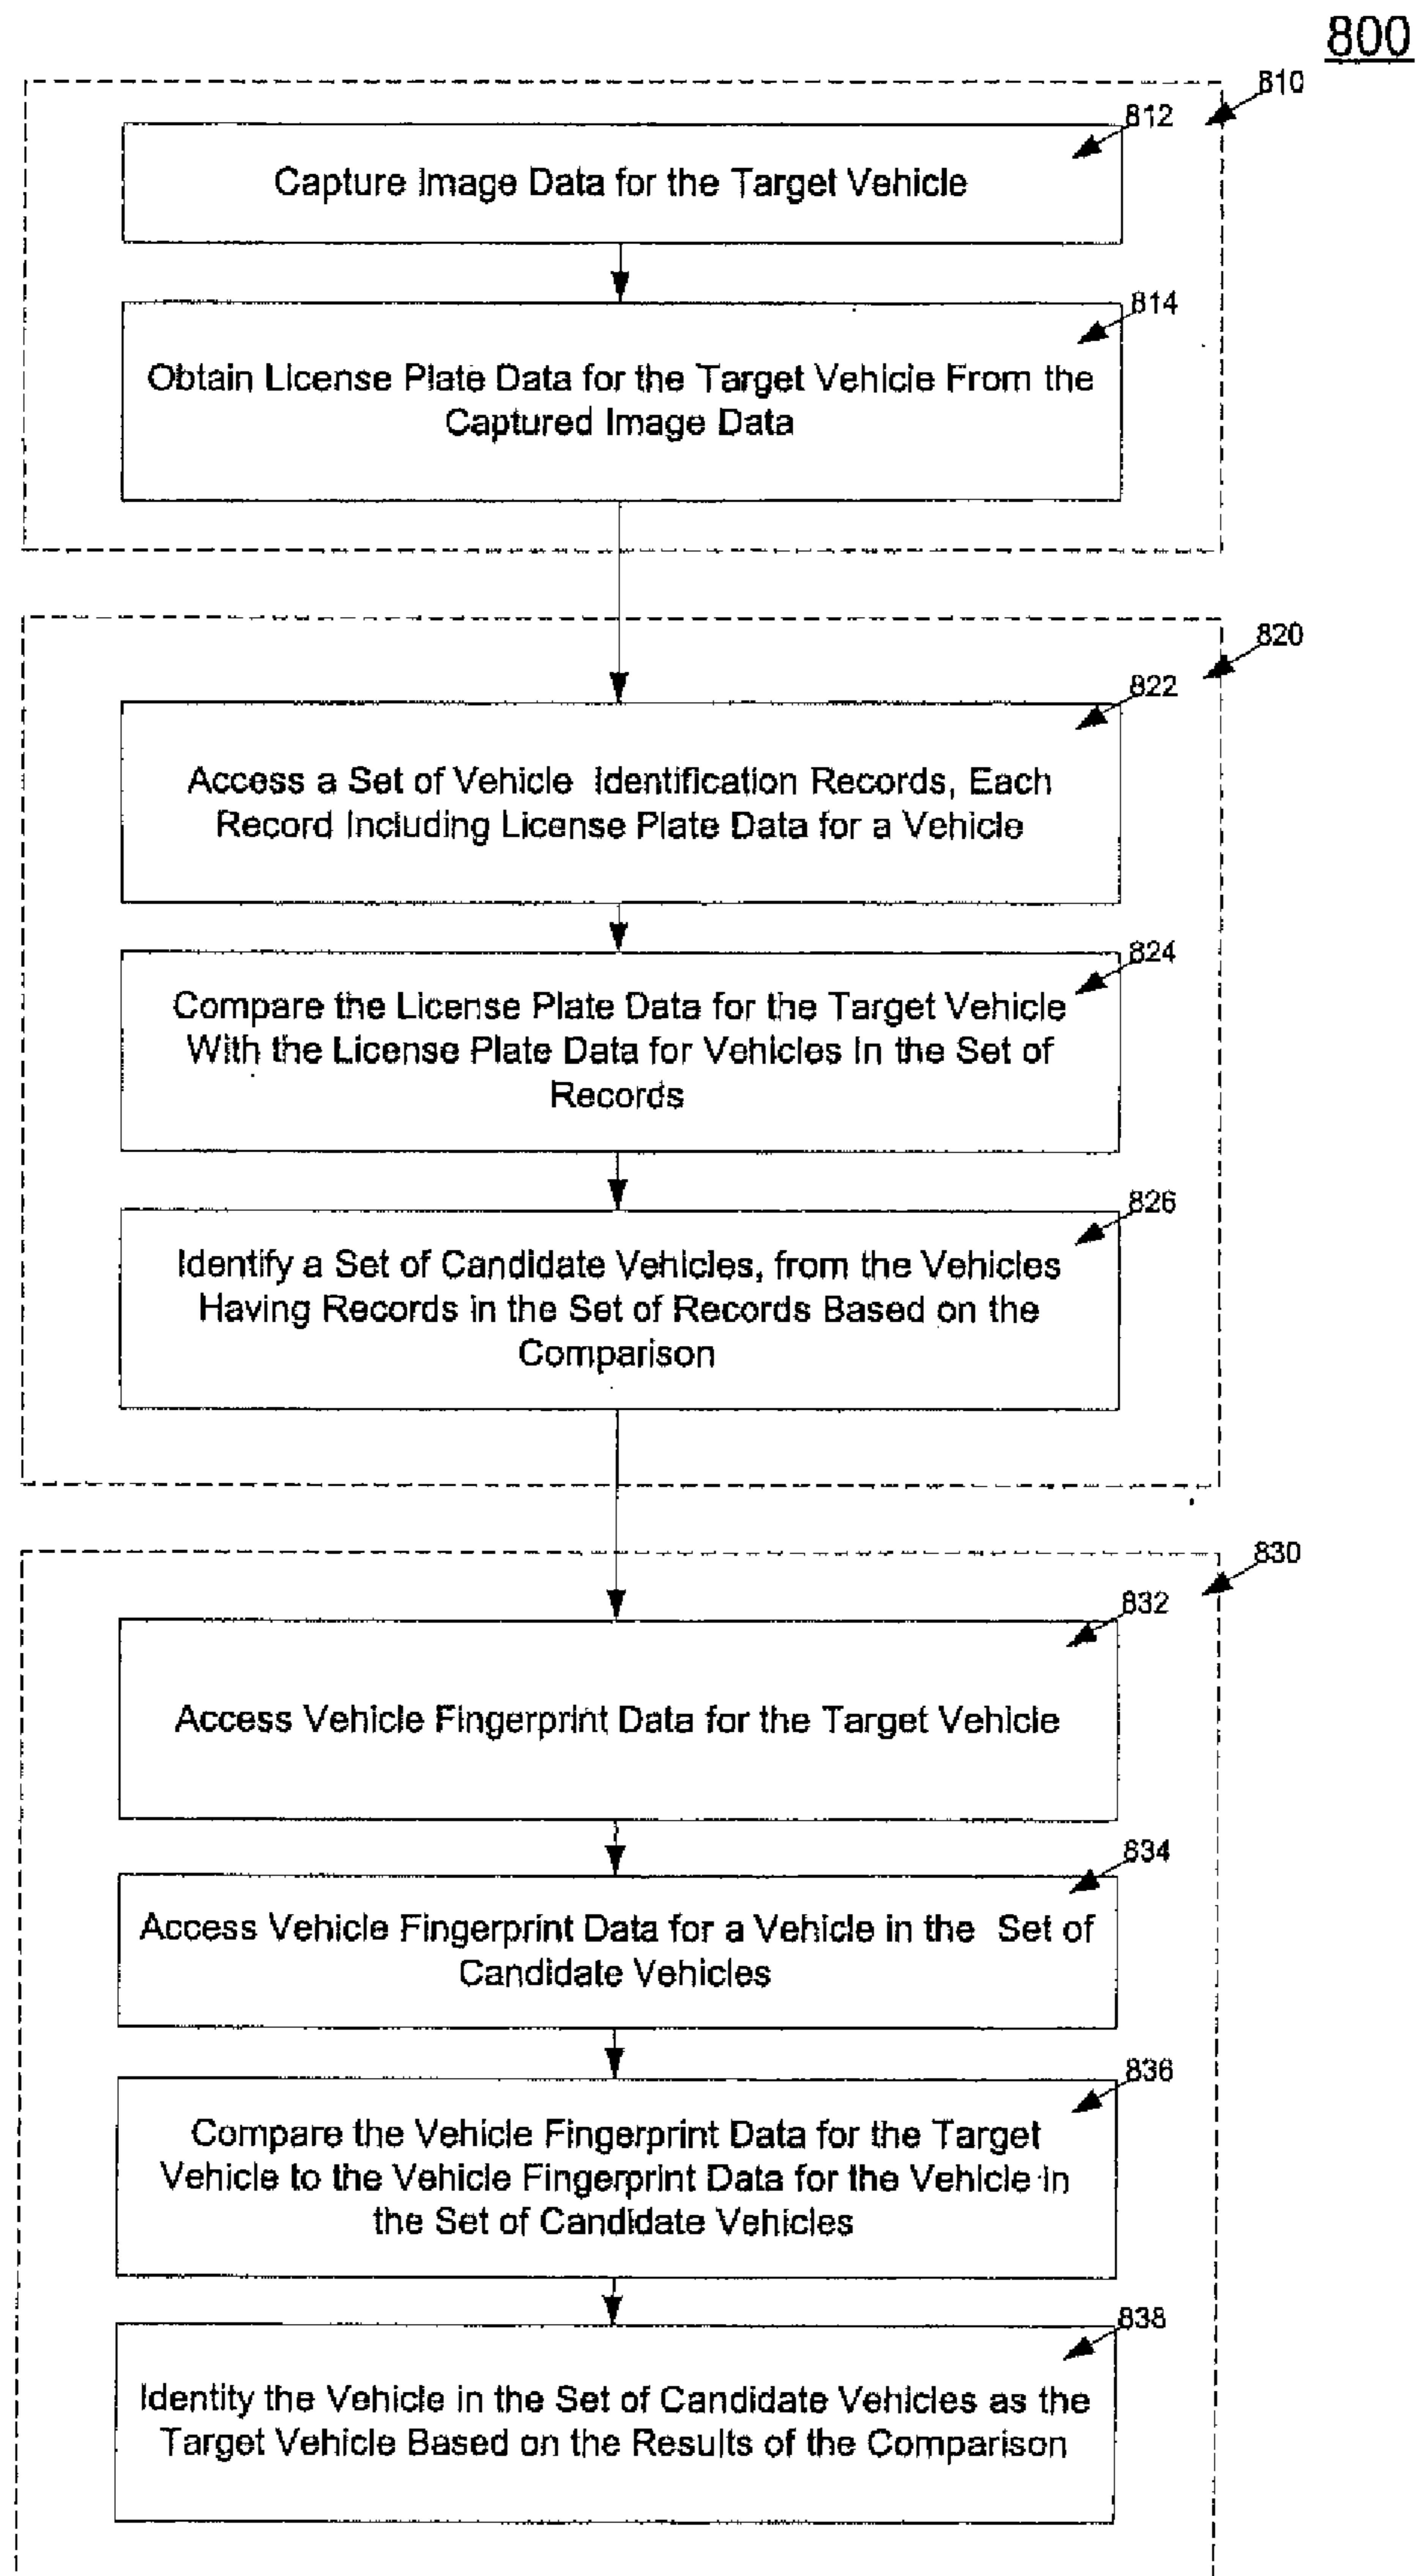 800
810
812
Capture Image Data for the Target Vehicle
814
Obtain License Plate Data for the Target Vehicle From the
Captured Image Data
820
822
Access a Set of Vehicle Identification Records, Each
Record Including License Plate Data for a Vehicle
824
Compare the License Plate Data for the Target Vehicle
With the License Plate Data for Vehicles In the Set of
Records
826
Identify a Set of Candidate Vehicles, from the Vehicles
Having Records in the Set of Records Based on the
Comparison
830
832
Access Vehicle Fingerprint Data for the Target Vehicle
834
Access Vehicle Fingerprint Data for a Vehicle in the Set of
Candidate Vehicles
836
Compare the Vehicle Fingerprint Data for the Target
Vehicle to the Vehicle Fingerprint Data for the Vehicle in
the Set of Candidate Vehicles
838
Identity the Vehicle in the Set of Candidate Vehicles as the
Target Vehicle Based on the Results of the Comparison